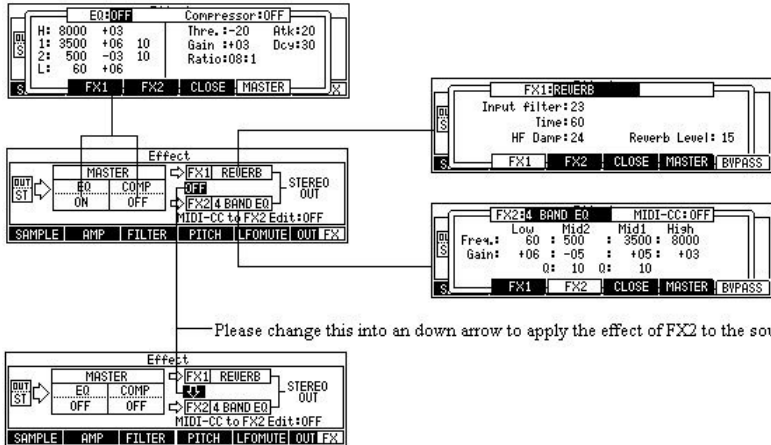 EQ:OFF Compressor:OFF
H: 8000 +03 Thre.:-20 Atk:20
1: 3500 +06 10 Gain :+03 Dcy:30
2: 500 -03 10 Ratio:08:1
L: 60 +06
FX1 FX2 CLOSE MASTER
FX1:REVERB
Input filter:23
Time:60
HF Damp:24 Reverb Level: 15
FX1 FX2 CLOSE MASTER BYPASS
Effect
OUT ST MASTER FX1 REVERB
EQ COMP OFF STEREO OUT
ON OFF FX2 4 BAND EQ
MIDI-CC to FX2 Edit:OFF
SAMPLE AMP FILTER PITCH LFOMUTE OUT FX
FX2:4 BAND EQ MIDI-CC:OFF
Low Mid2 Mid1 High
Freq.: 60 : 500 : 3500: 8000
Gain: +06 : -05 : +05: +03
Q: 10 Q: 10
FX1 FX2 CLOSE MASTER BYPASS
Please change this into an down arrow to apply the effect of FX2 to the
Effect
OUT ST MASTER FX1 REVERB
EQ COMP STEREO OUT
OFF OFF FX2 4 BAND EQ
MIDI-CC to FX2 Edit:OFF
SAMPLE AMP FILTER PITCH LFOMUTE OUT FX